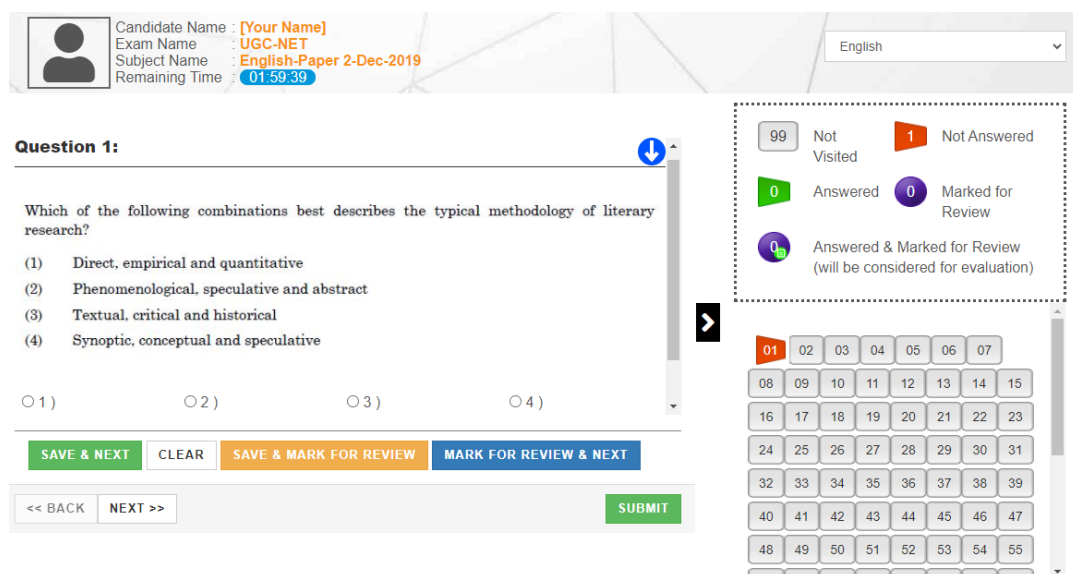 Candidate Name : [Your Name]
Exam Name : UGC-NET
Subject Name : English-Paper 2-Dec-2019
Remaining Time : 01:59:39
English
Question 1:
Which of the following combinations best describes the typical methodology of literary
research?
(1) Direct, empirical and quantitative
(2) Phenomenological, speculative and abstract
(3) Textual, critical and historical
(4) Synoptic, conceptual and speculative
1 ) 2 ) 3 ) 4 )
SAVE & NEXT CLEAR SAVE & MARK FOR REVIEW MARK FOR REVIEW & NEXT
<< BACK NEXT >> SUBMIT
99 Not Visited 1 Not Answered
0 Answered 0 Marked for Review
0 Answered & Marked for Review
(will be considered for evaluation)
01 02 03 04 05 06 07
08 09 10 11 12 13 14 15
16 17 18 19 20 21 22 23
24 25 26 27 28 29 30 31
32 33 34 35 36 37 38 39
40 41 42 43 44 45 46 47
48 49 50 51 52 53 54 55